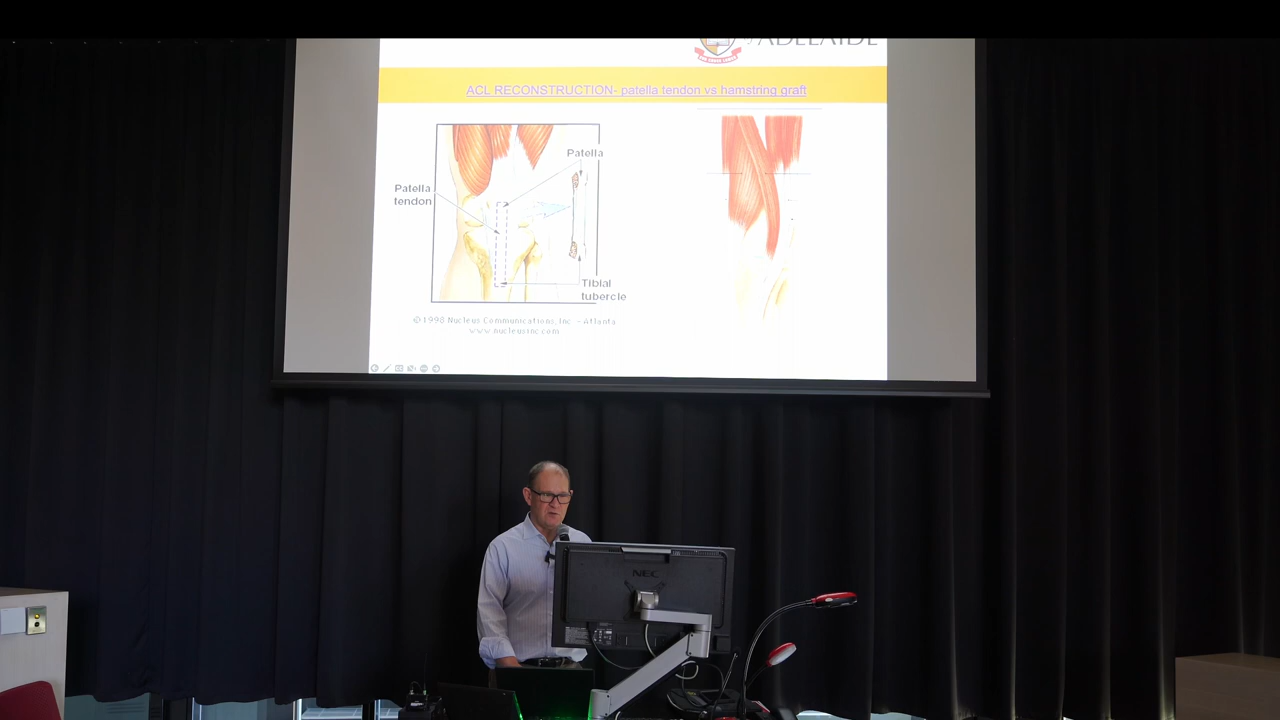 ADELAIDE
ACL RECONSTRUCTION- patella tendon vs hamstring graft
Patella
Patella
tendon
Tibial
tubercle
©1998 Nucleus Communications, Inc. - Atlanta
www.nucleusinc.com
NEC